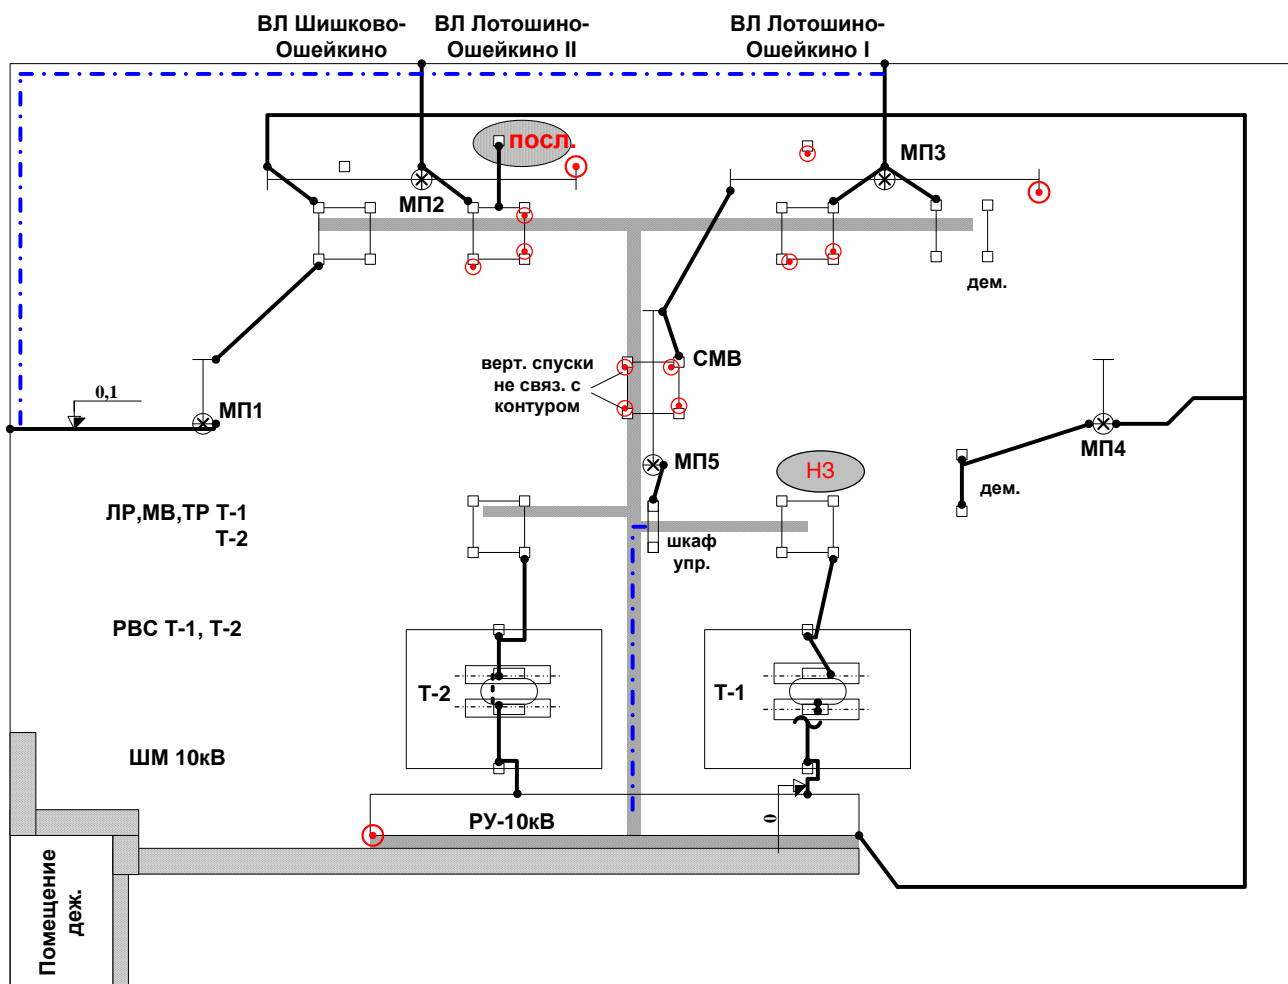 ВЛ Шишково-
Ошейкино
ВЛ Лотошино-
Ошейкино II
ВЛ Лотошино-
Ошейкино I
посл.
МП3
МП2
дем.
верт. спуски
не связ. с
контуром
СМВ
0,1
МП1
МП5
НЗ
МП4
дем.
ЛР,МВ,ТР Т-1
Т-2
шкаф
упр.
РВС Т-1, Т-2
Т-2
Т-1
ШМ 10кВ
РУ-10кВ
0
Помещение
деж.